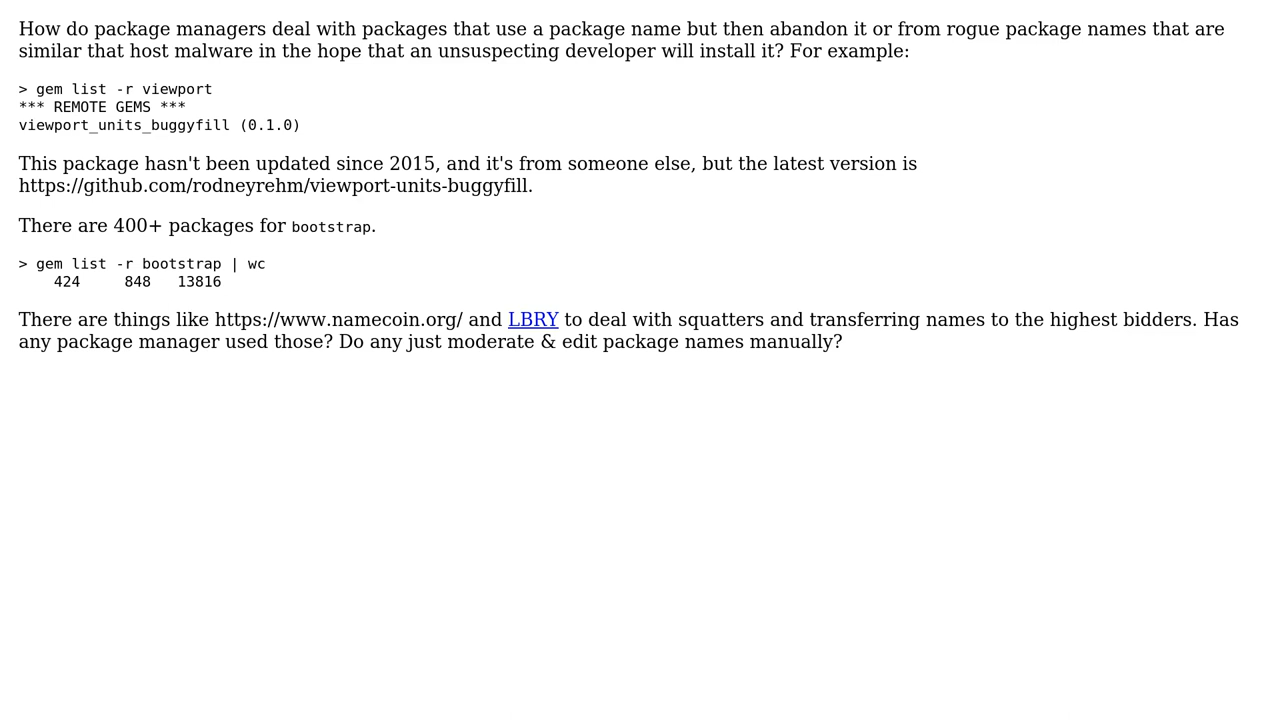 How do package managers deal with packages that use a package name but then abandon it or from rogue package names that are
similar that host malware in the hope that an unsuspecting developer will install it? For example:
> gem list -r viewport
*** REMOTE GEMS ***
viewport_units_buggyfill (0.1.0)
This package hasn't been updated since 2015, and it's from someone else, but the latest version is
https://github.com/rodneyrehm/viewport-units-buggyfill.
There are 400+ packages for bootstrap.
> gem list -r bootstrap | wc
    424     848   13816
There are things like https://www.namecoin.org/ and LBRY to deal with squatters and transferring names to the highest bidders. Has
any package manager used those? Do any just moderate & edit package names manually?